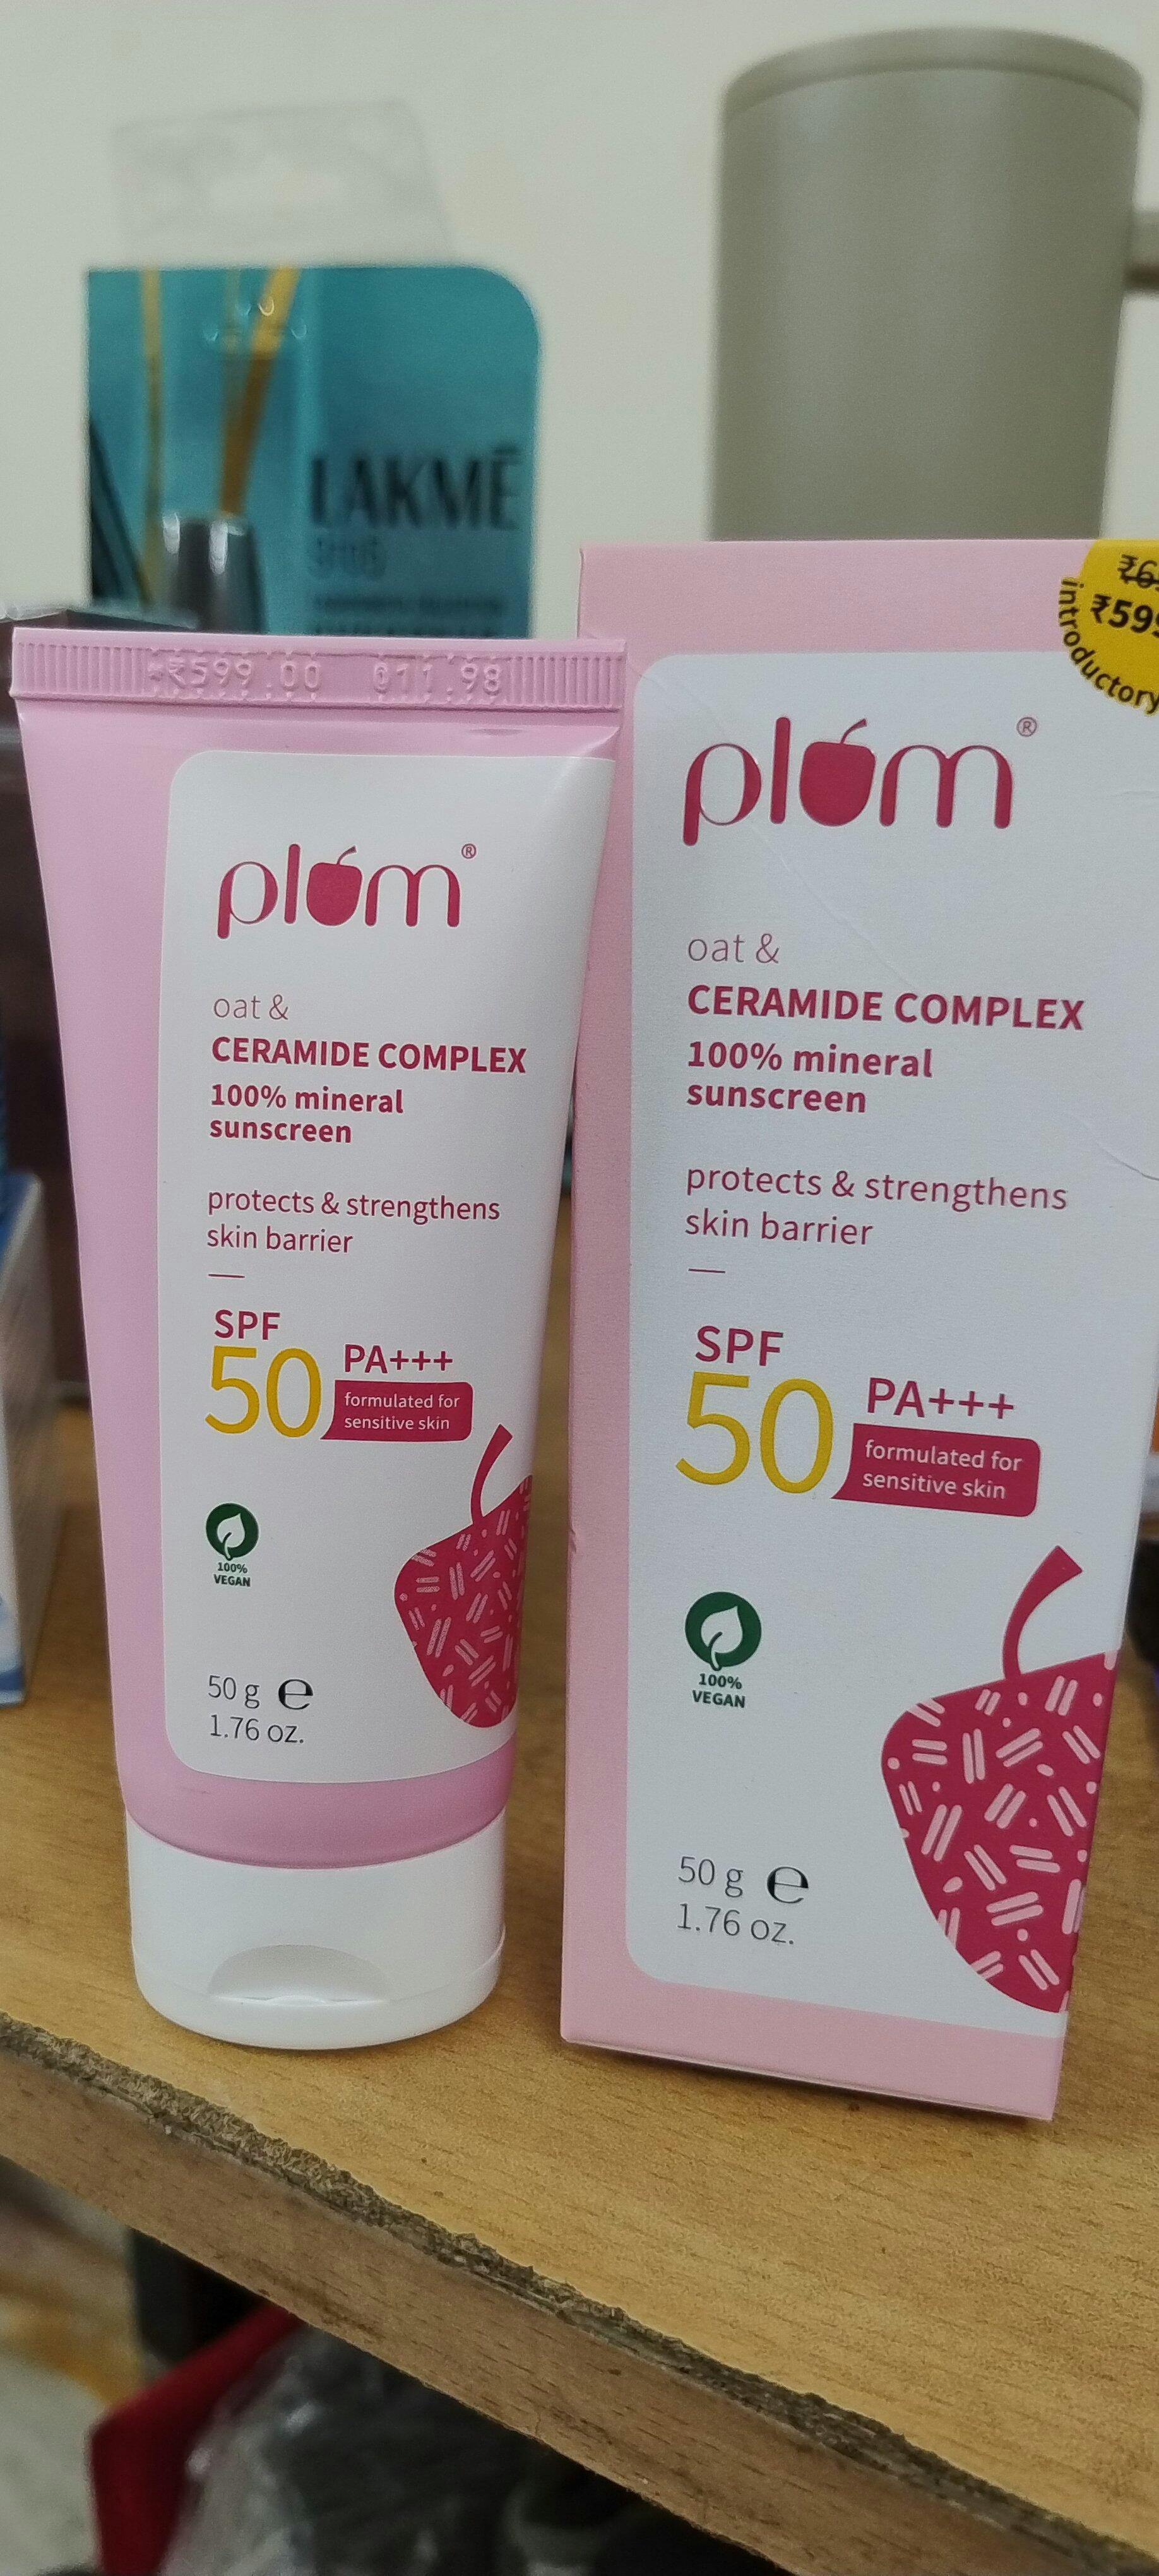 LAKMĒ
₹599.00 @11.98
plum®
oat &
CERAMIDE COMPLEX
100% mineral
sunscreen
protects & strengthens
skin barrier
SPF
50 PA+++
formulated for
sensitive skin
100%
VEGAN
50 g ℮
1.76 oz.
₹599
introductory
plum®
oat &
CERAMIDE COMPLEX
100% mineral
sunscreen
protects & strengthens
skin barrier
SPF
50 PA+++
formulated for
sensitive skin
100%
VEGAN
50 g ℮
1.76 oz.